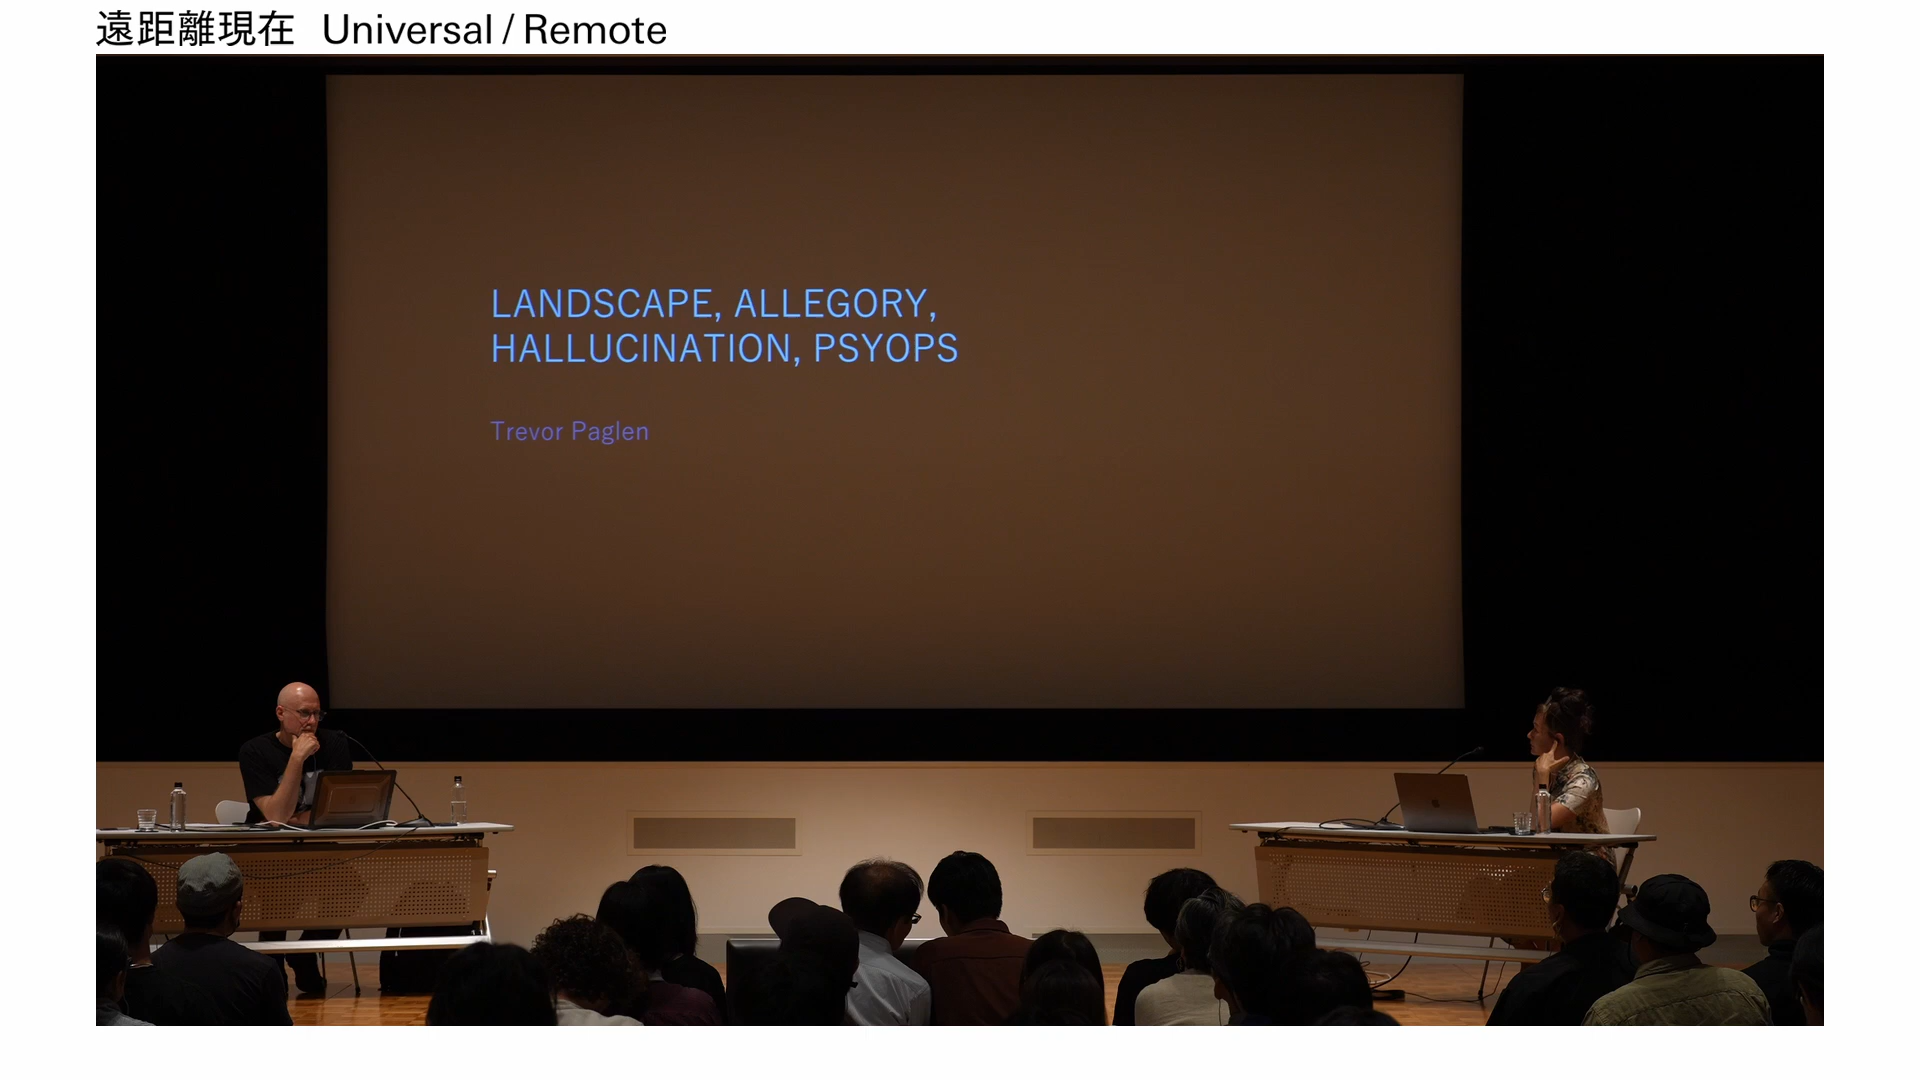 遠距離現在 Universal / Remote
LANDSCAPE, ALLEGORY,
HALLUCINATION, PSYOPS
Trevor Paglen